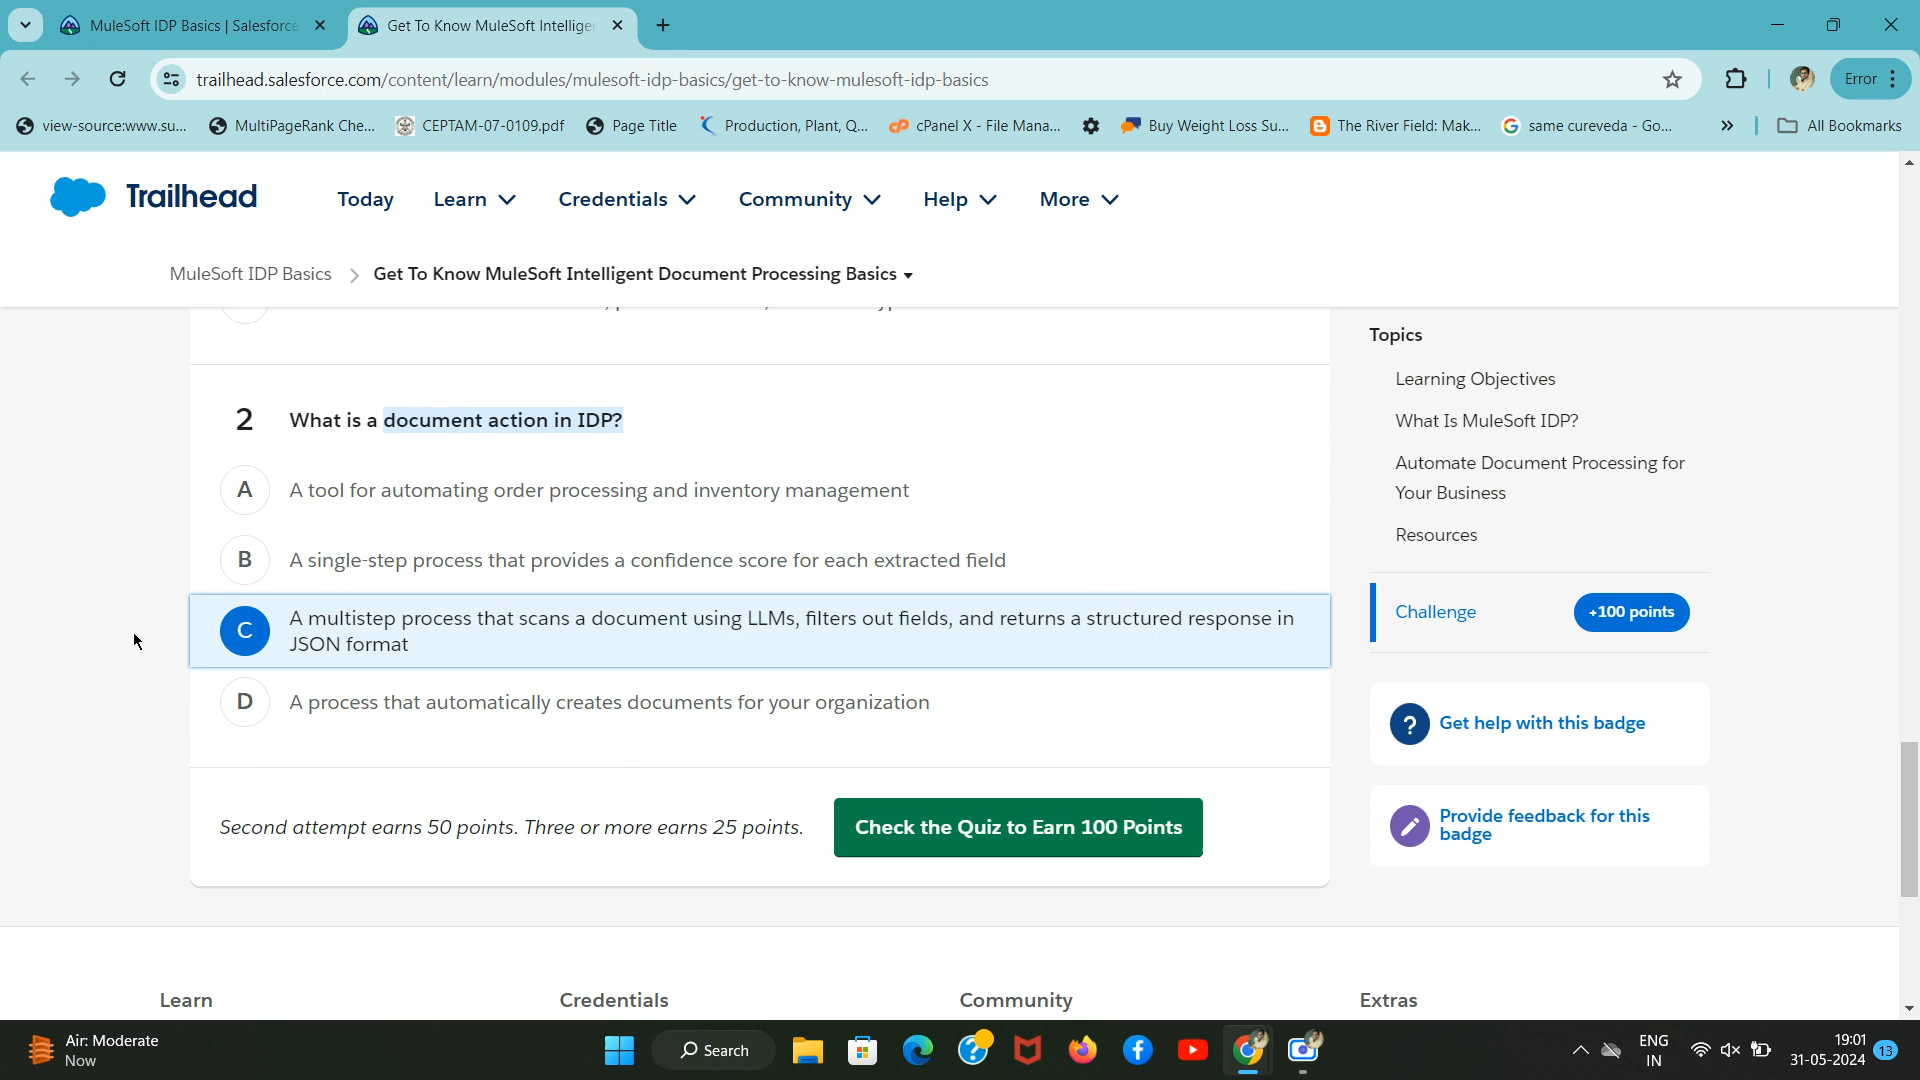 MuleSoft IDP Basics | Salesforce
Get To Know MuleSoft Intelliger
trailhead.salesforce.com/content/learn/modules/mulesoft-idp-basics/get-to-know-mulesoft-idp-basics
Error
view-source:www.su...
MultiPageRank Che...
CEPTAM-07-0109.pdf
Page Title
Production, Plant, Q...
cPanel X - File Mana...
Buy Weight Loss Su...
The River Field: Mak...
same cureveda - Go...
All Bookmarks
Trailhead
Today
Learn
Credentials
Community
Help
More
MuleSoft IDP Basics
Get To Know MuleSoft Intelligent Document Processing Basics
2 What is a document action in IDP?
A A tool for automating order processing and inventory management
B A single-step process that provides a confidence score for each extracted field
C A multistep process that scans a document using LLMs, filters out fields, and returns a structured response in
JSON format
D A process that automatically creates documents for your organization
Second attempt earns 50 points. Three or more earns 25 points.
Check the Quiz to Earn 100 Points
Topics
Learning Objectives
What Is MuleSoft IDP?
Automate Document Processing for
Your Business
Resources
Challenge
+100 points
Get help with this badge
Provide feedback for this
badge
Learn
Credentials
Community
Extras
Air: Moderate
Now
Search
ENG
IN
19:01
31-05-2024
13